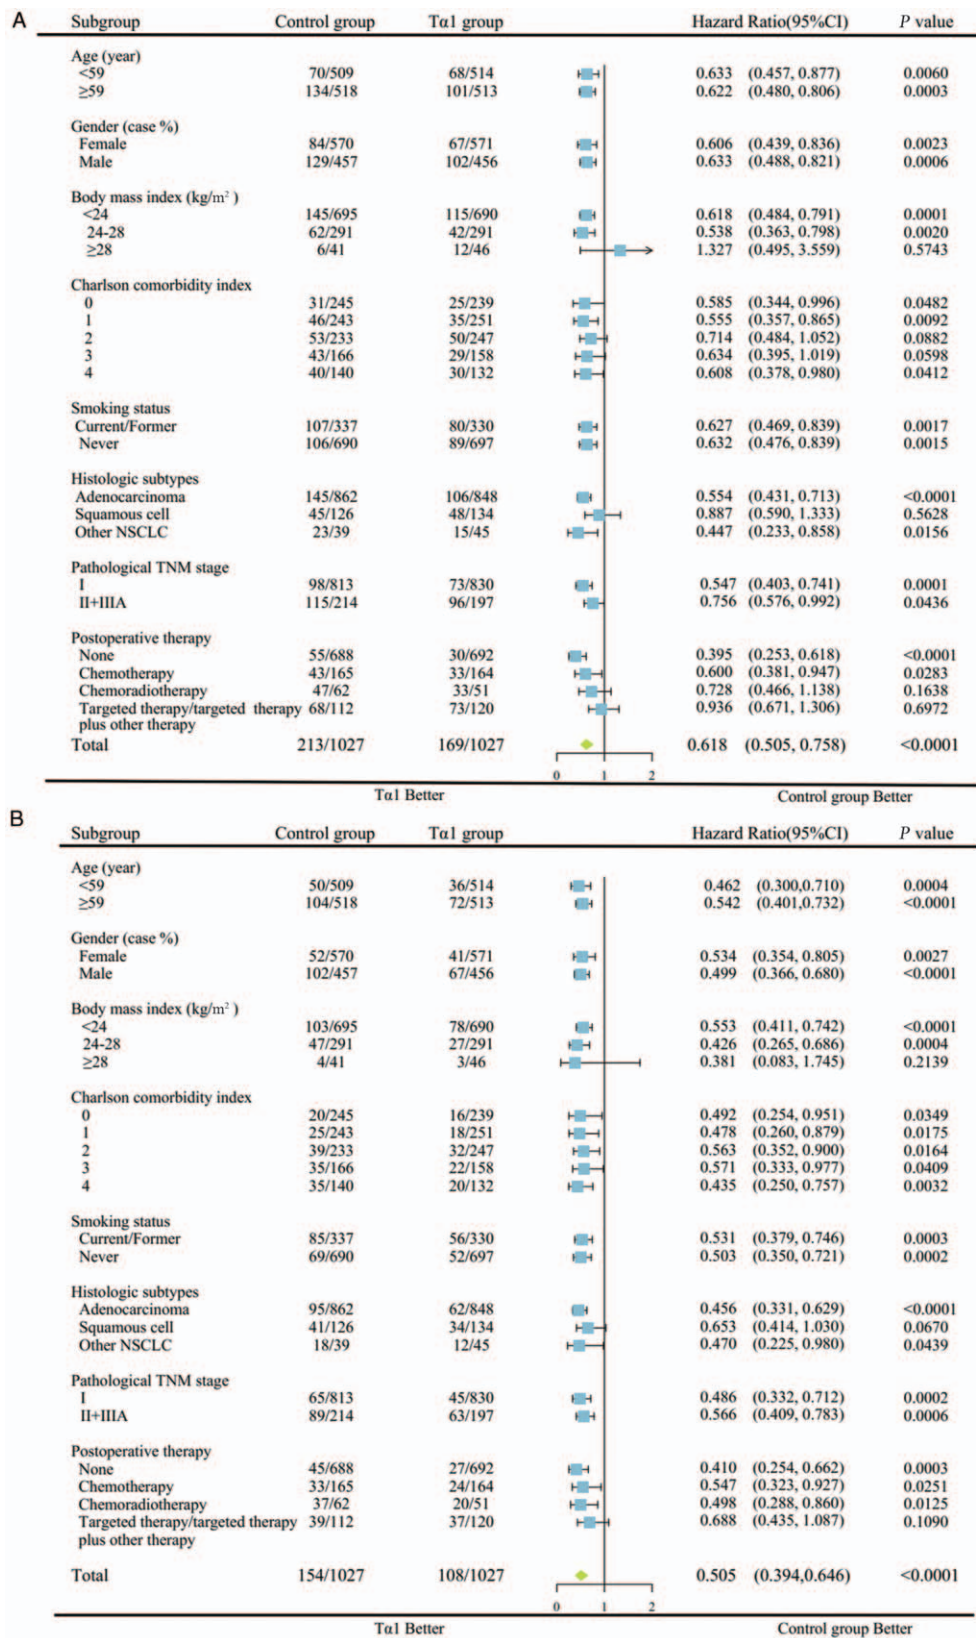 A
Subgroup Control group Tα1 group Hazard Ratio(95%CI) P value
Age (year)
<59 70/509 68/514 0.633 (0.457, 0.877) 0.0060
≥59 134/518 101/513 0.622 (0.480, 0.806) 0.0003
Gender (case %)
Female 84/570 67/571 0.606 (0.439, 0.836) 0.0023
Male 129/457 102/456 0.633 (0.488, 0.821) 0.0006
Body mass index (kg/m²)
<24 145/695 115/690 0.618 (0.484, 0.791) 0.0001
24-28 62/291 42/291 0.538 (0.363, 0.798) 0.0020
≥28 6/41 12/46 1.327 (0.495, 3.559) 0.5743
Charlson comorbidity index
0 31/245 25/239 0.585 (0.344, 0.996) 0.0482
1 46/243 35/251 0.555 (0.357, 0.865) 0.0092
2 53/233 50/247 0.714 (0.484, 1.052) 0.0882
3 43/166 29/158 0.634 (0.395, 1.019) 0.0598
4 40/140 30/132 0.608 (0.378, 0.980) 0.0412
Smoking status
Current/Former 107/337 80/330 0.627 (0.469, 0.839) 0.0017
Never 106/690 89/697 0.632 (0.476, 0.839) 0.0015
Histologic subtypes
Adenocarcinoma 145/862 106/848 0.554 (0.431, 0.713) <0.0001
Squamous cell 45/126 48/134 0.887 (0.590, 1.333) 0.5628
Other NSCLC 23/39 15/45 0.447 (0.233, 0.858) 0.0156
Pathological TNM stage
I 98/813 73/830 0.547 (0.403, 0.741) 0.0001
II+IIIA 115/214 96/197 0.756 (0.576, 0.992) 0.0436
Postoperative therapy
None 55/688 30/692 0.395 (0.253, 0.618) <0.0001
Chemotherapy 43/165 33/164 0.600 (0.381, 0.947) 0.0283
Chemoradiotherapy 47/62 33/51 0.728 (0.466, 1.138) 0.1638
Targeted therapy/targeted therapy 68/112 73/120 0.936 (0.671, 1.306) 0.6972
plus other therapy
Total 213/1027 169/1027 0.618 (0.505, 0.758) <0.0001
0 1 2
Tα1 Better Control group Better
B
Subgroup Control group Tα1 group Hazard Ratio(95%CI) P value
Age (year)
<59 50/509 36/514 0.462 (0.300,0.710) 0.0004
≥59 104/518 72/513 0.542 (0.401,0.732) <0.0001
Gender (case %)
Female 52/570 41/571 0.534 (0.354, 0.805) 0.0027
Male 102/457 67/456 0.499 (0.366, 0.680) <0.0001
Body mass index (kg/m²)
<24 103/695 78/690 0.553 (0.411, 0.742) <0.0001
24-28 47/291 27/291 0.426 (0.265, 0.686) 0.0004
≥28 4/41 3/46 0.381 (0.083, 1.745) 0.2139
Charlson comorbidity index
0 20/245 16/239 0.492 (0.254, 0.951) 0.0349
1 25/243 18/251 0.478 (0.260, 0.879) 0.0175
2 39/233 32/247 0.563 (0.352, 0.900) 0.0164
3 35/166 22/158 0.571 (0.333, 0.977) 0.0409
4 35/140 20/132 0.435 (0.250, 0.757) 0.0032
Smoking status
Current/Former 85/337 56/330 0.531 (0.379, 0.746) 0.0003
Never 69/690 52/697 0.503 (0.350, 0.721) 0.0002
Histologic subtypes
Adenocarcinoma 95/862 62/848 0.456 (0.331, 0.629) <0.0001
Squamous cell 41/126 34/134 0.653 (0.414, 1.030) 0.0670
Other NSCLC 18/39 12/45 0.470 (0.225, 0.980) 0.0439
Pathological TNM stage
I 65/813 45/830 0.486 (0.332, 0.712) 0.0002
II+IIIA 89/214 63/197 0.566 (0.409, 0.783) 0.0006
Postoperative therapy
None 45/688 27/692 0.410 (0.254, 0.662) 0.0003
Chemotherapy 33/165 24/164 0.547 (0.323, 0.927) 0.0251
Chemoradiotherapy 37/62 20/51 0.498 (0.288, 0.860) 0.0125
Targeted therapy/targeted therapy 39/112 37/120 0.688 (0.435, 1.087) 0.1090
plus other therapy
Total 154/1027 108/1027 0.505 (0.394,0.646) <0.0001
0 1 2
Tα1 Better Control group Better